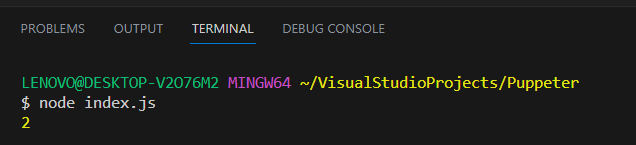 PROBLEMS OUTPUT TERMINAL DEBUG CONSOLE
LENOVO@DESKTOP-V2O76M2 MINGW64 ~/VisualStudioProjects/Puppeter
$ node index.js
2